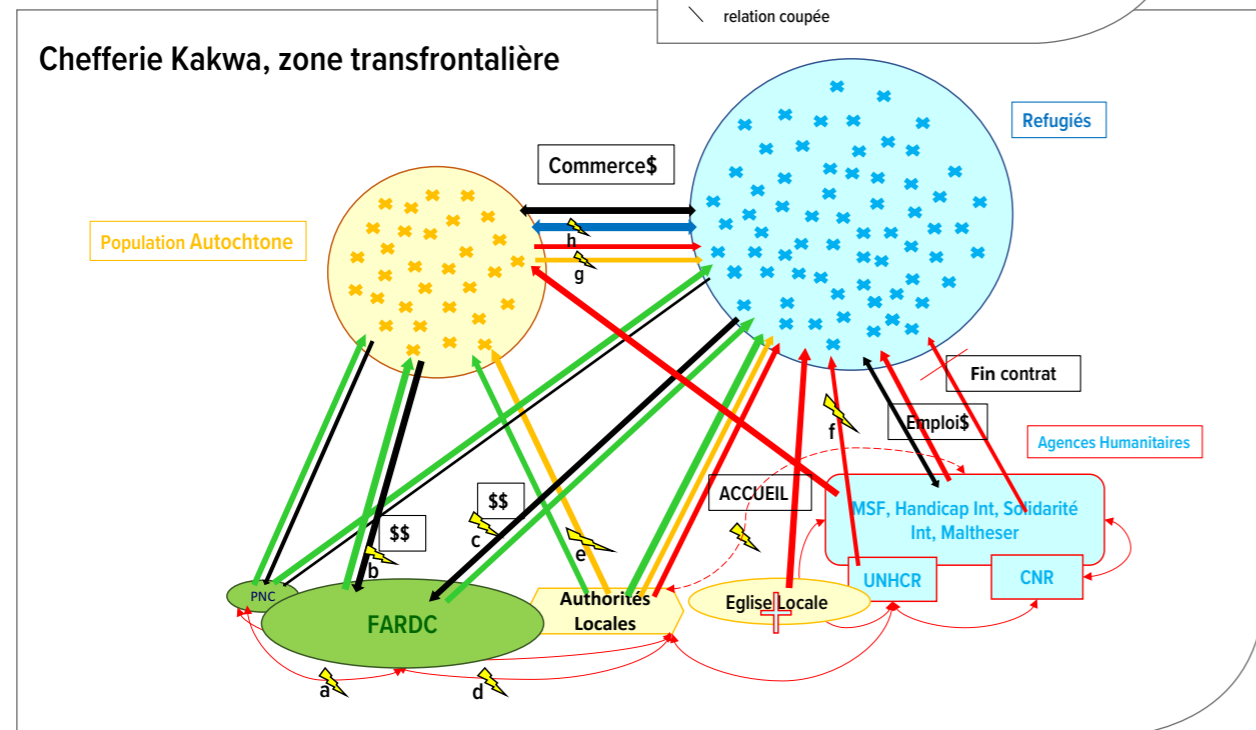 relation coupée
Chefferie Kakwa, zone transfrontalière
Refugiés
Commerce$
Population Autochtone
h
g
Fin contrat
Emploi$
f
Agences Humanitaires
ACCUEIL
$$
$$
MSF, Handicap Int, Solidarité
Int, Maltheser
c
e
b
UNHCR
CNR
PNC
Authorités
Locales
Eglise Locale
FARDC
a
d